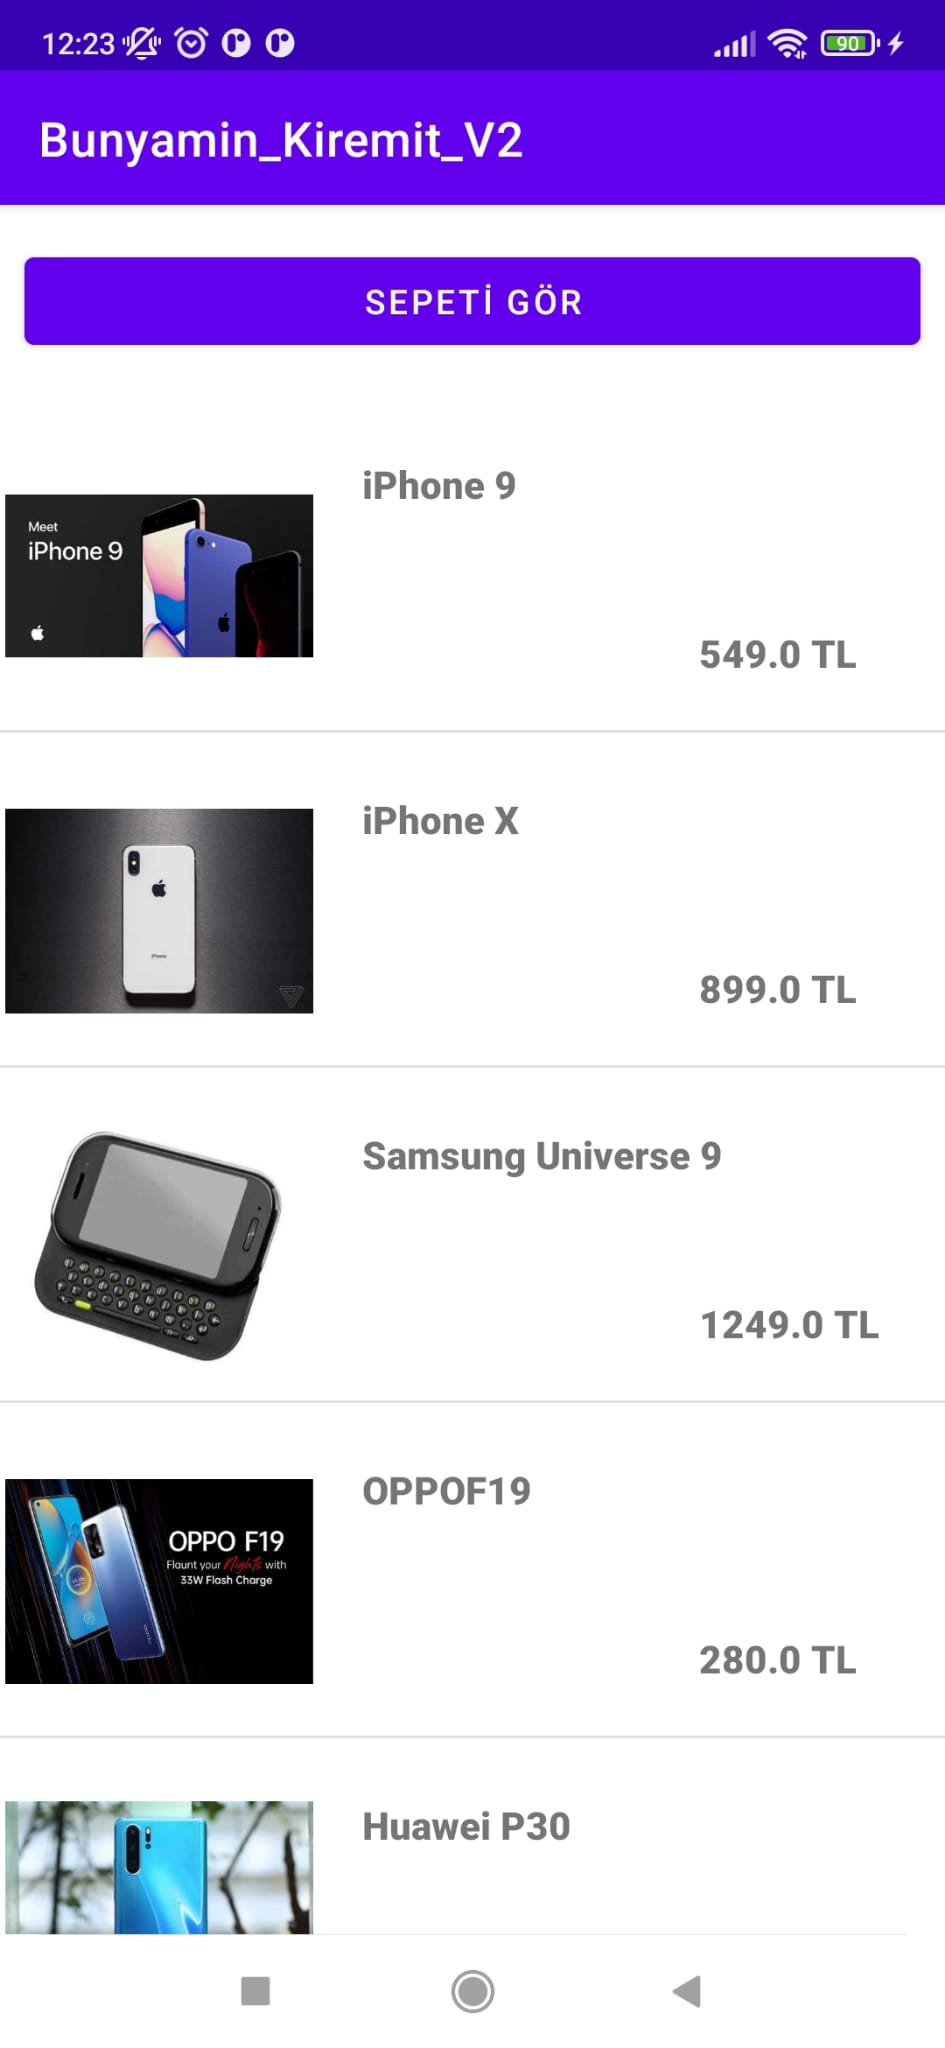 12:23
90
Bunyamin_Kiremit_V2
SEPETİ GÖR
iPhone 9
Meet
iPhone 9
549.0 TL
iPhone X
iPhone
899.0 TL
Samsung Universe 9
1249.0 TL
OPPOF19
OPPO F19
Flaunt your Nights with
33W Flash Charge
280.0 TL
Huawei P30